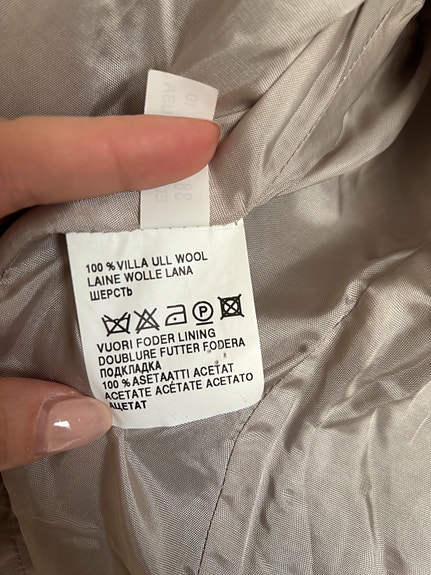 100 % VILLA ULL WOOL
LAINE WOLLE LANA
ШЕРСТЬ
P
VUORI FODER LINING
DOUBLURE FUTTER FODERA
ПОДКЛАДКА
100 % ASETAATTI ACETAT
ACETATE ACÉTATE ACETATO
АЦЕТАТ